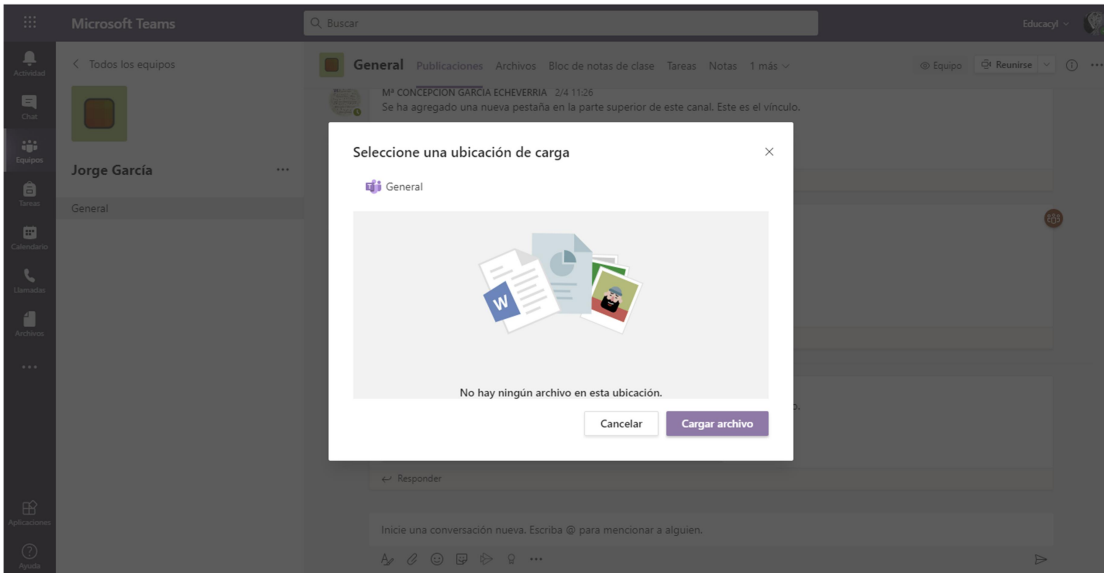 Microsoft Teams
Buscar
Educacyl
Actividad
Chat
Equipos
Tareas
Calendario
Llamadas
Archivos
Aplicaciones
Ayuda
Todos los equipos
Jorge García
General
General Publicaciones Archivos Bloc de notas de clase Tareas Notas 1 más
Equipo Reunirse
Mª CONCEPCION GARCIA ECHEVERRIA 2/4 11:26
Se ha agregado una nueva pestaña en la parte superior de este canal. Este es el vínculo.
Seleccione una ubicación de carga
General
W
No hay ningún archivo en esta ubicación.
Cancelar Cargar archivo
Responder
Inicie una conversación nueva. Escriba @ para mencionar a alguien.